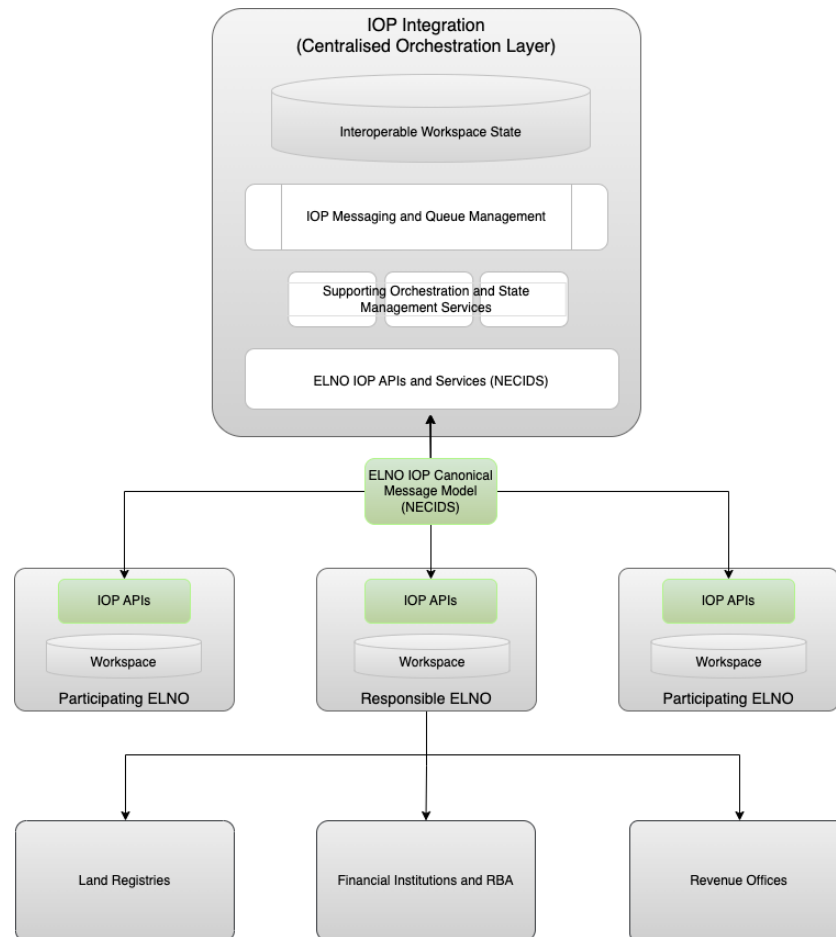 IOP Integration
(Centralised Orchestration Layer)
Interoperable Workspace State
IOP Messaging and Queue Management
Supporting Orchestration and State
Management Services
ELNO IOP APIs and Services (NECIDS)
ELNO IOP Canonical
Message Model
(NECIDS)
IOP APIs
Workspace
Participating ELNO
IOP APIs
Workspace
Responsible ELNO
IOP APIs
Workspace
Participating ELNO
Land Registries
Financial Institutions and RBA
Revenue Offices